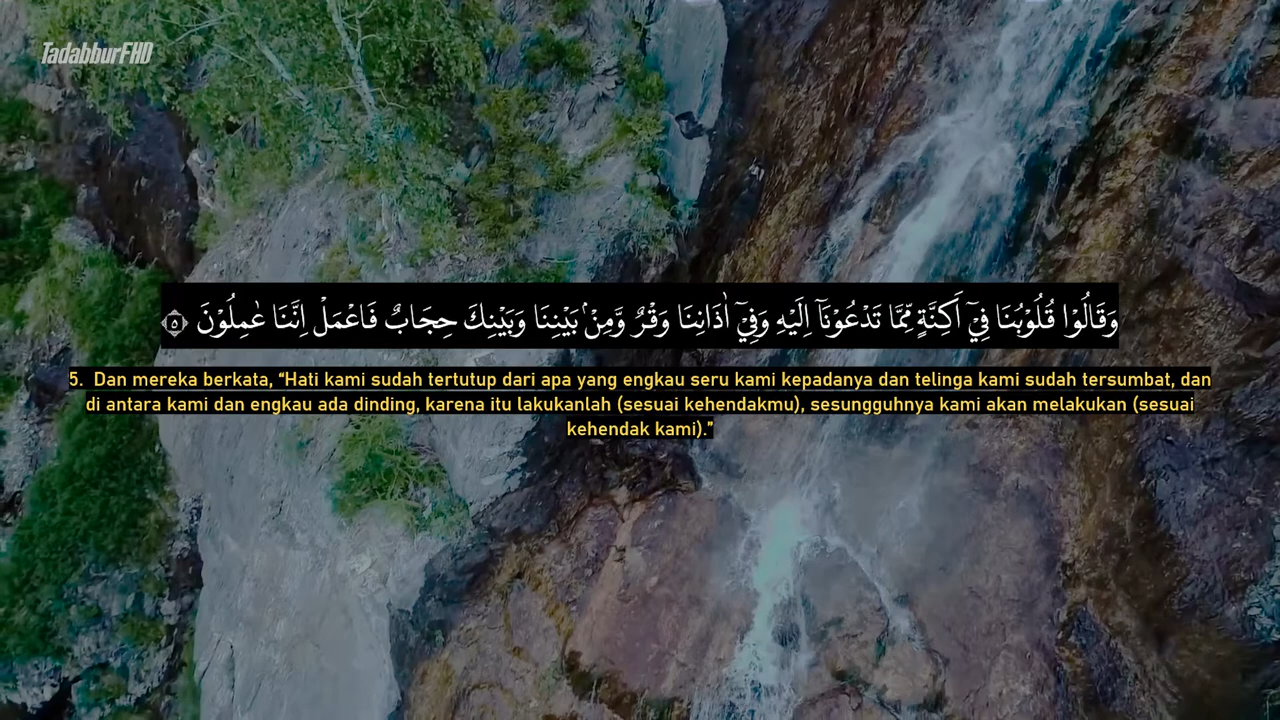 TadabburFHD
وَقَالُوْا قُلُوْبُنَا فِيْٓ اَكِنَّةٍ مِّمَّا تَدْعُوْنَآ اِلَيْهِ وَفِيْٓ اٰذَانِنَا وَقْرٌ وَّمِنْۢ بَيْنِنَا وَبَيْنِكَ حِجَابٌ فَاعْمَلْ اِنَّنَا عٰمِلُوْنَ ٥
5. Dan mereka berkata, “Hati kami sudah tertutup dari apa yang engkau seru kami kepadanya dan telinga kami sudah tersumbat, dan
di antara kami dan engkau ada dinding, karena itu lakukanlah (sesuai kehendakmu), sesungguhnya kami akan melakukan (sesuai
kehendak kami).”